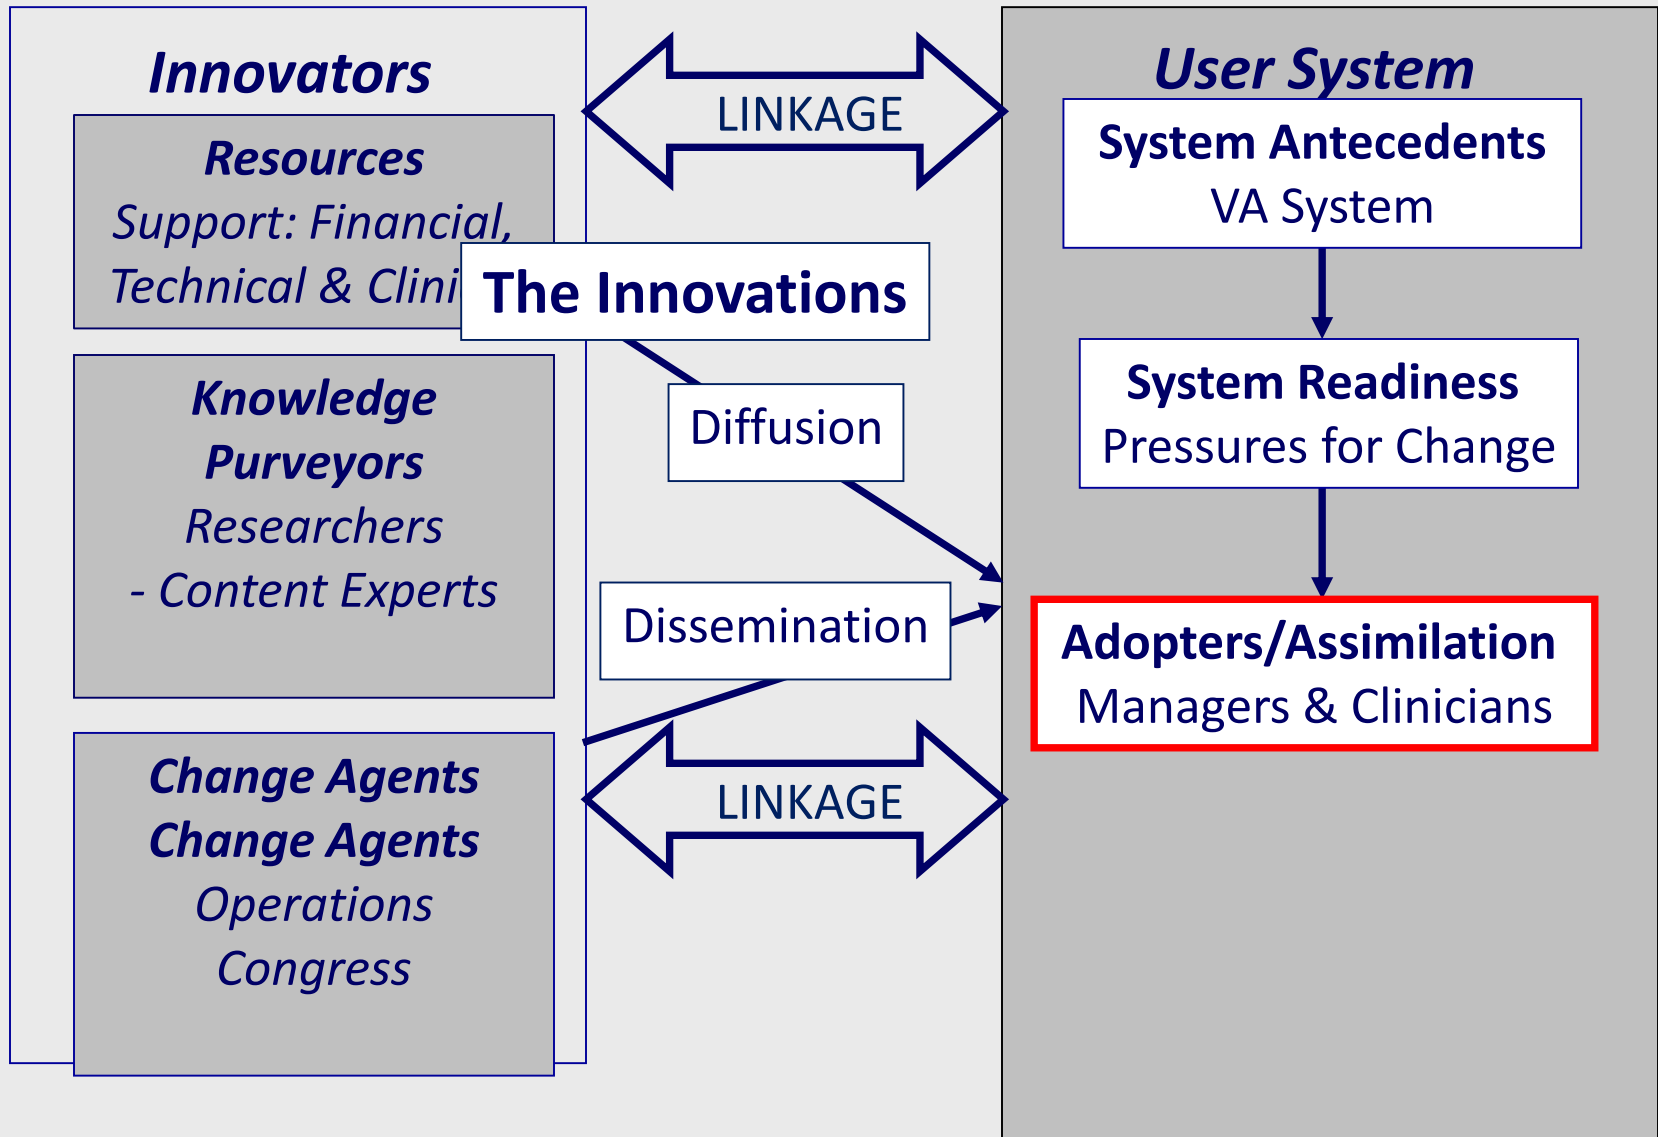 Innovators
Resources
Support: Financial,
Technical & Clini
Knowledge
Purveyors
Researchers
- Content Experts
Change Agents
Change Agents
Operations
Congress
LINKAGE
The Innovations
Diffusion
Dissemination
LINKAGE
User System
System Antecedents
VA System
System Readiness
Pressures for Change
Adopters/Assimilation
Managers & Clinicians